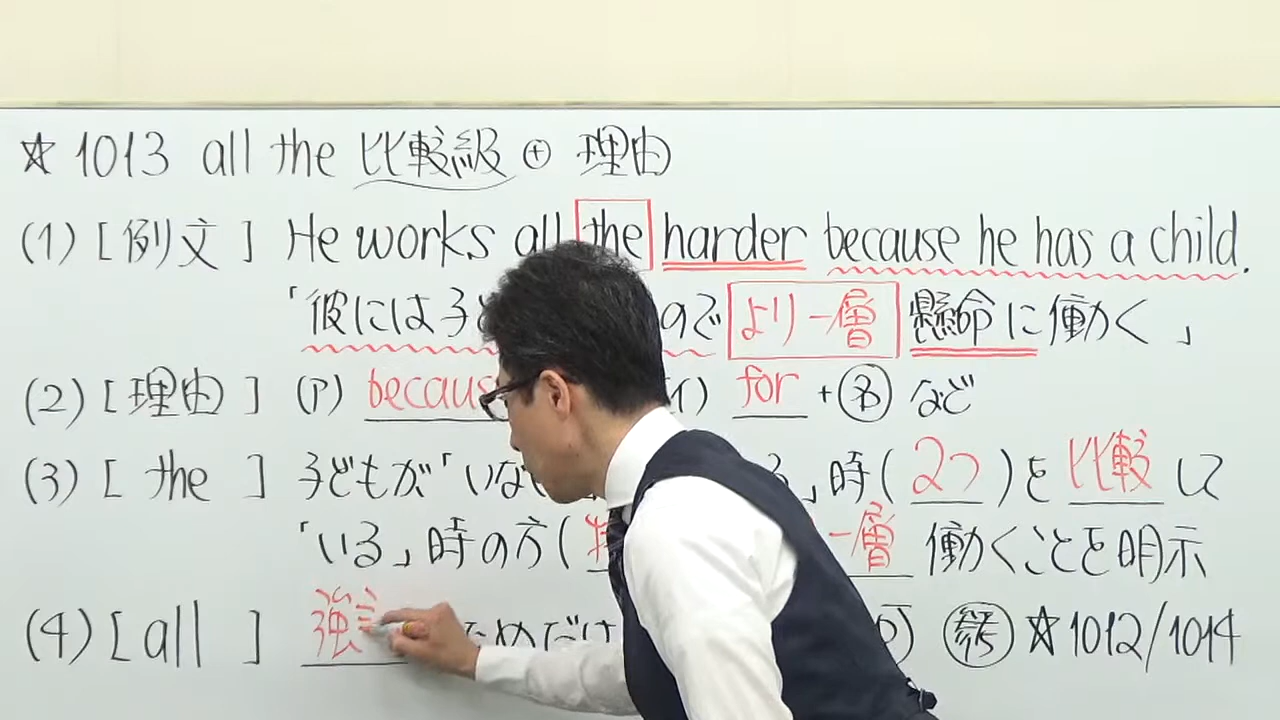 ☆ 1013 all the 比較級 ⊕ 理由
(1) [例文] He works all the harder because he has a child.
「彼には子 ので より一層 懸命に働く」
(2) [理由] (ア) becaus (イ) for + 名 など
(3) [the] 子どもが「いな る」時(2つ)を比較して
「いる」時の方( 一層 働くことを明示
(4) [all] 強 ためだけ 可) 参考 ☆1012/1014